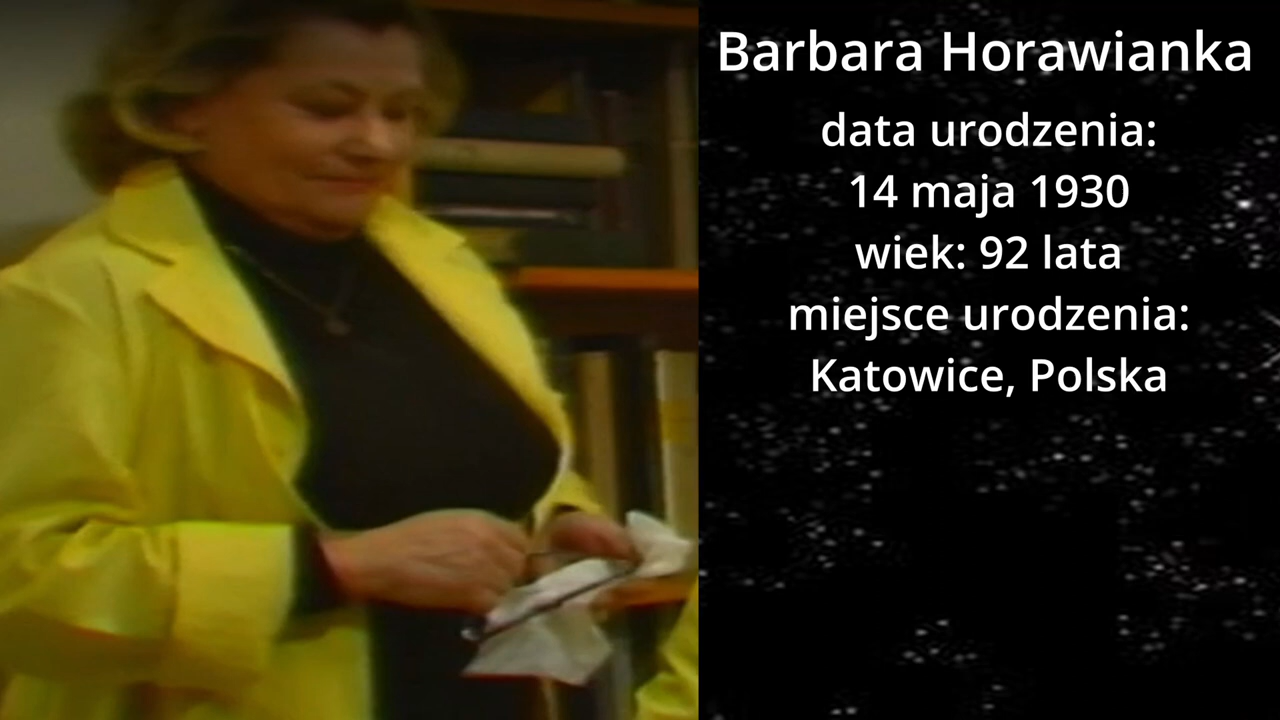 Barbara Horawianka
data urodzenia:
14 maja 1930
wiek: 92 lata
miejsce urodzenia:
Katowice, Polska